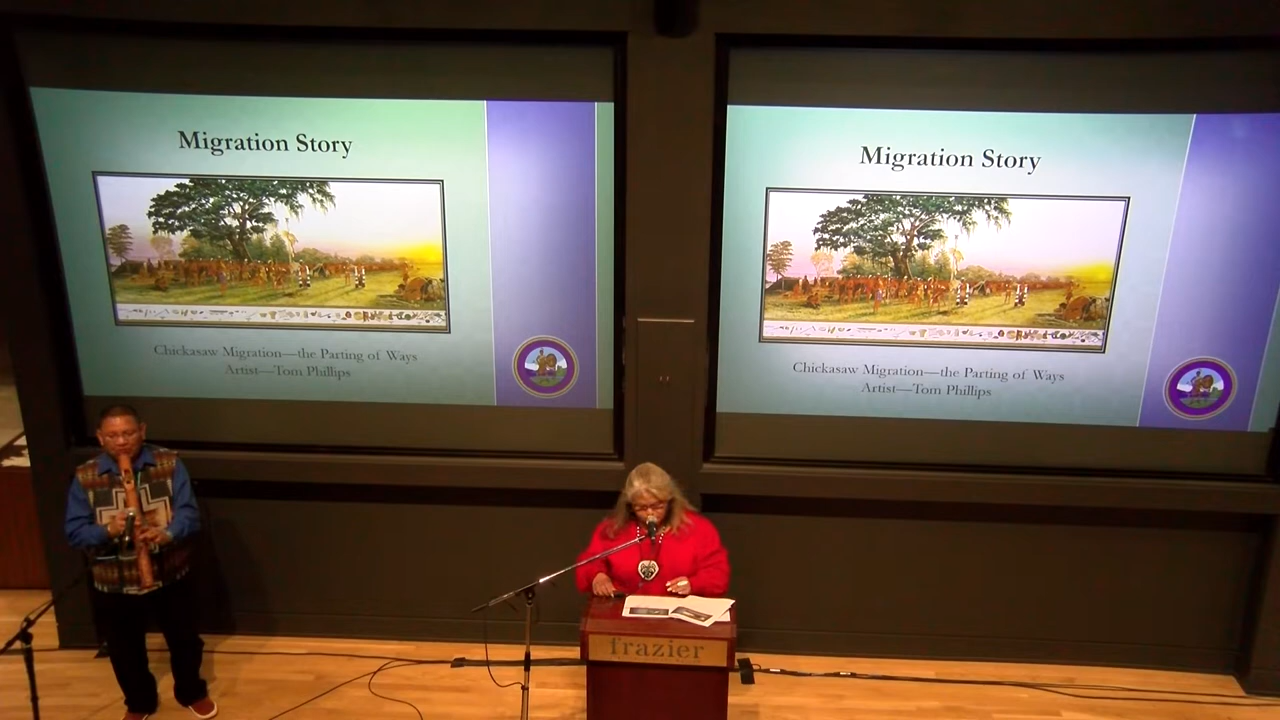 Migration Story
Chickasaw Migration—the Parting of Ways
Artist—Tom Phillips
Migration Story
Chickasaw Migration—the Parting of Ways
Artist—Tom Phillips
frazier